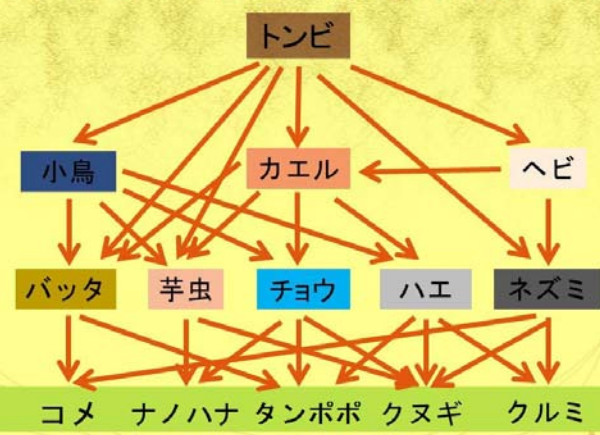 トンビ
小鳥 カエル ヘビ
バッタ 芋虫 チョウ ハエ ネズミ
コメ ナノハナ タンポポ クヌギ クルミ